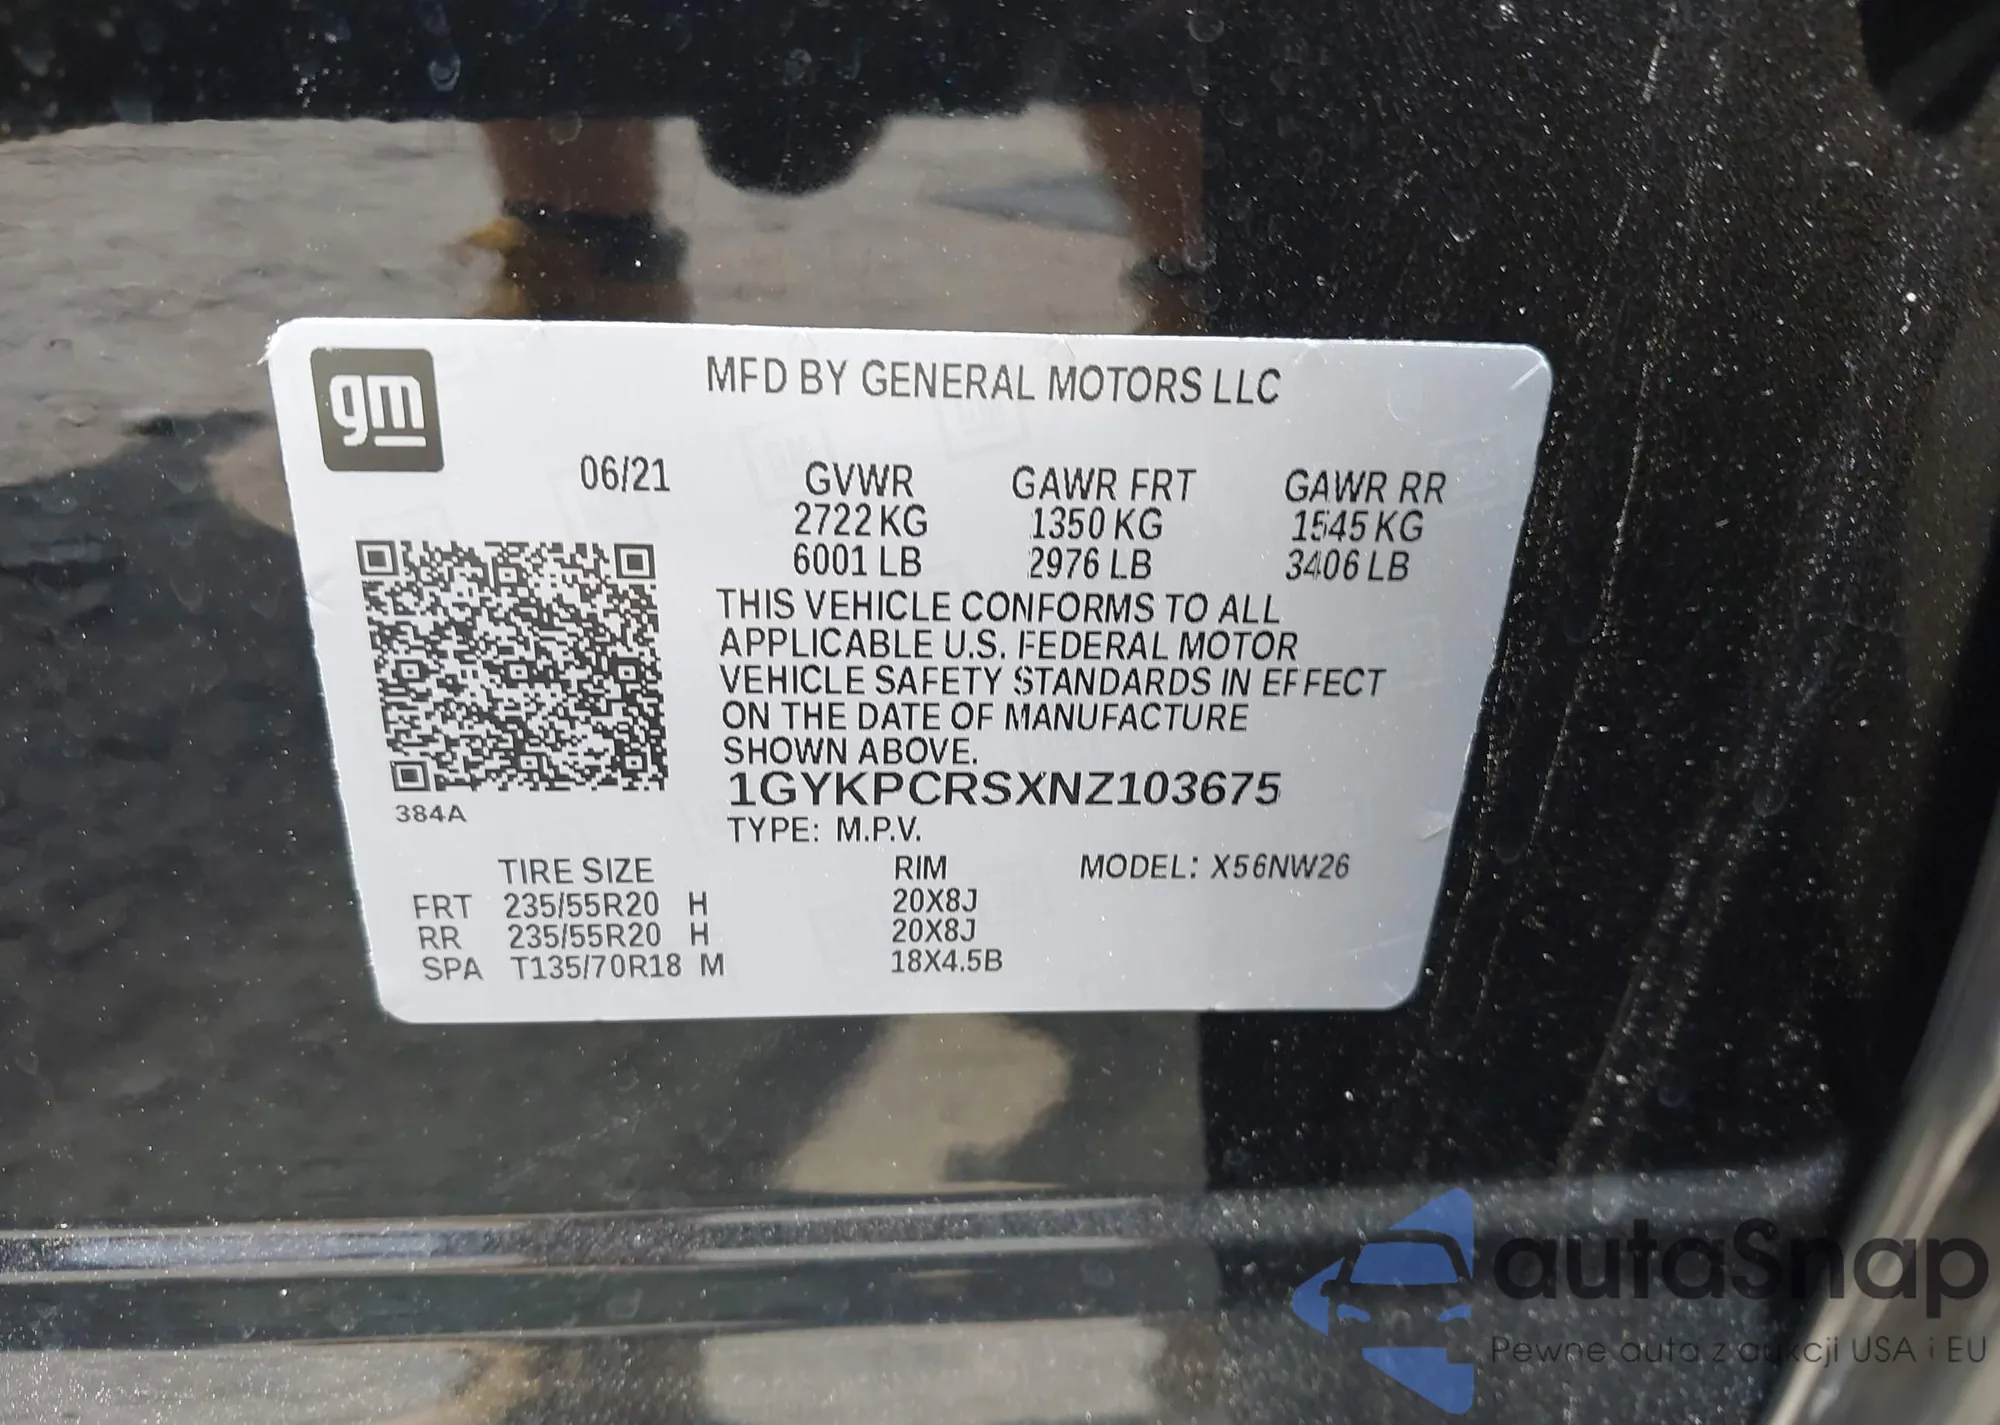 gm
MFD BY GENERAL MOTORS LLC
06/21 GVWR GAWR FRT GAWR RR
2722 KG 1350 KG 1545 KG
6001 LB 2976 LB 3406 LB
THIS VEHICLE CONFORMS TO ALL
APPLICABLE U.S. FEDERAL MOTOR
VEHICLE SAFETY STANDARDS IN EFFECT
ON THE DATE OF MANUFACTURE
SHOWN ABOVE.
1GYKPCRSXNZ103675
384A
TYPE: M.P.V.
TIRE SIZE RIM MODEL: X56NW26
FRT 235/55R20 H 20X8J
RR 235/55R20 H 20X8J
SPA T135/70R18 M 18X4.5B
autaSnap
Pewne auta z aukcji USA i EU